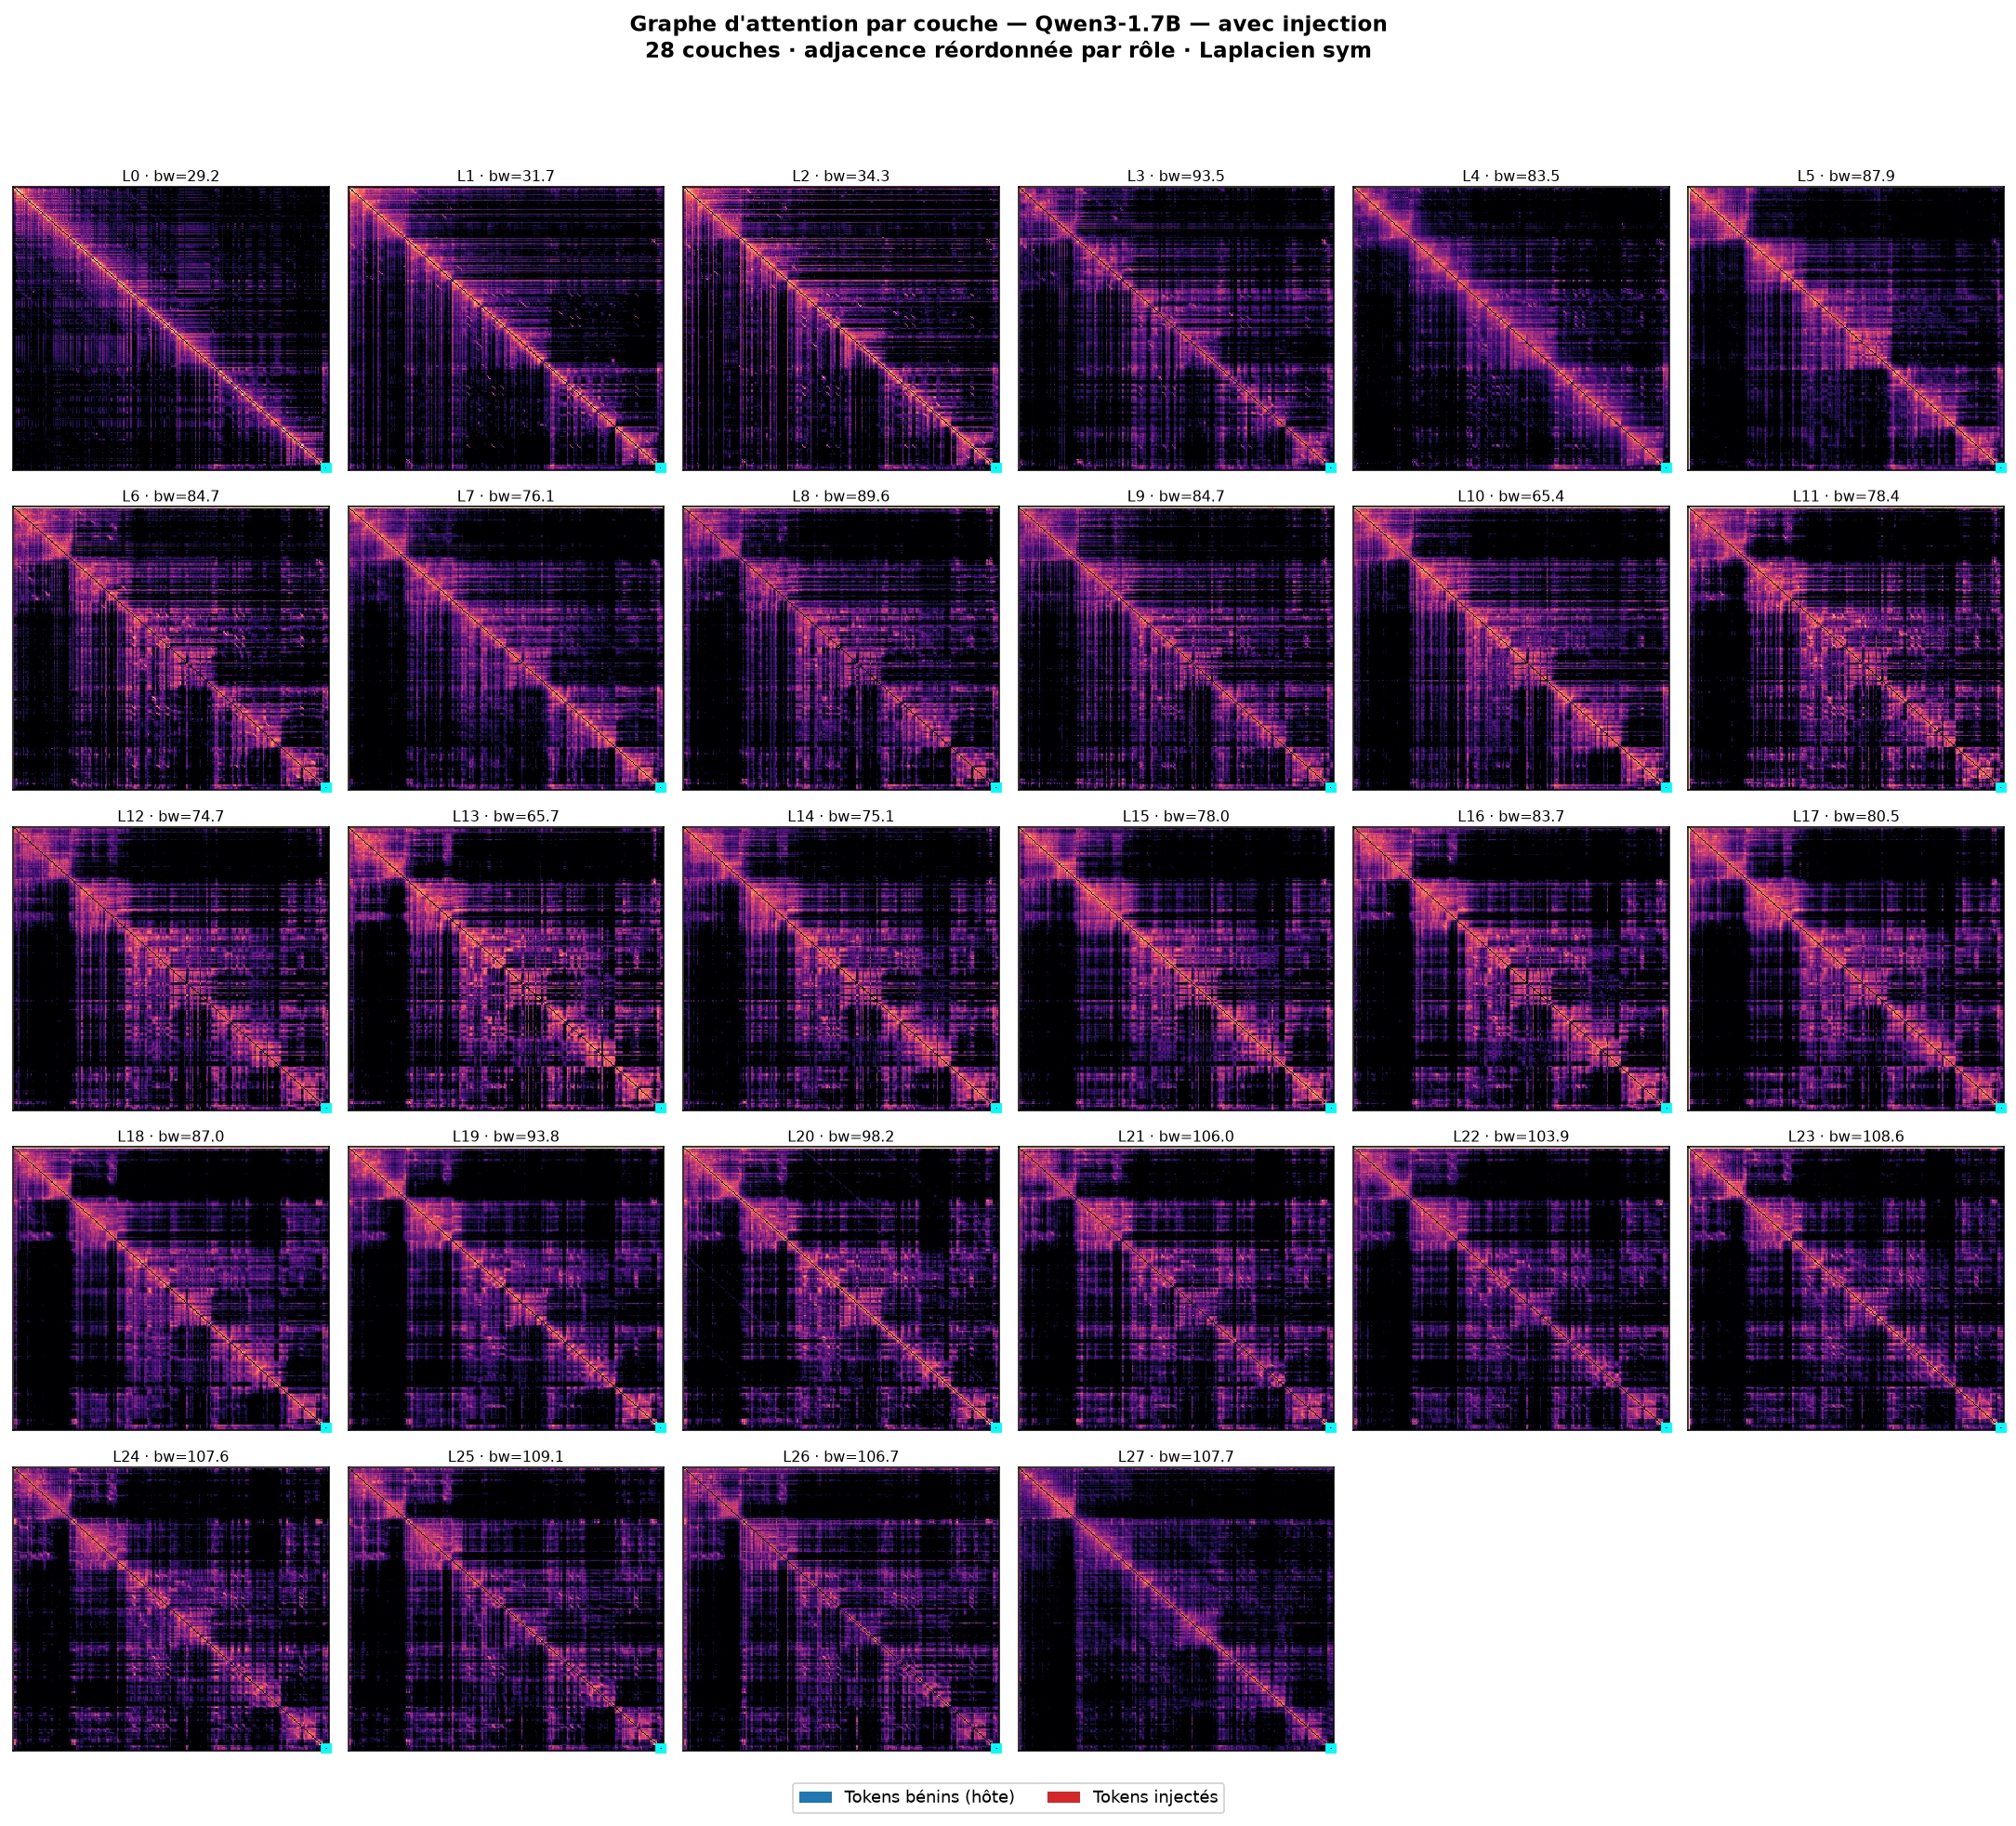 Graphe d'attention par couche — Qwen3-1.7B — avec injection
28 couches · adjacence réordonnée par rôle · Laplacien sym
L0 · bw=29.2
L1 · bw=31.7
L2 · bw=34.3
L3 · bw=93.5
L4 · bw=83.5
L5 · bw=87.9
L6 · bw=84.7
L7 · bw=76.1
L8 · bw=89.6
L9 · bw=84.7
L10 · bw=65.4
L11 · bw=78.4
L12 · bw=74.7
L13 · bw=65.7
L14 · bw=75.1
L15 · bw=78.0
L16 · bw=83.7
L17 · bw=80.5
L18 · bw=87.0
L19 · bw=93.8
L20 · bw=98.2
L21 · bw=106.0
L22 · bw=103.9
L23 · bw=108.6
L24 · bw=107.6
L25 · bw=109.1
L26 · bw=106.7
L27 · bw=107.7
Tokens bénins (hôte)
Tokens injectés